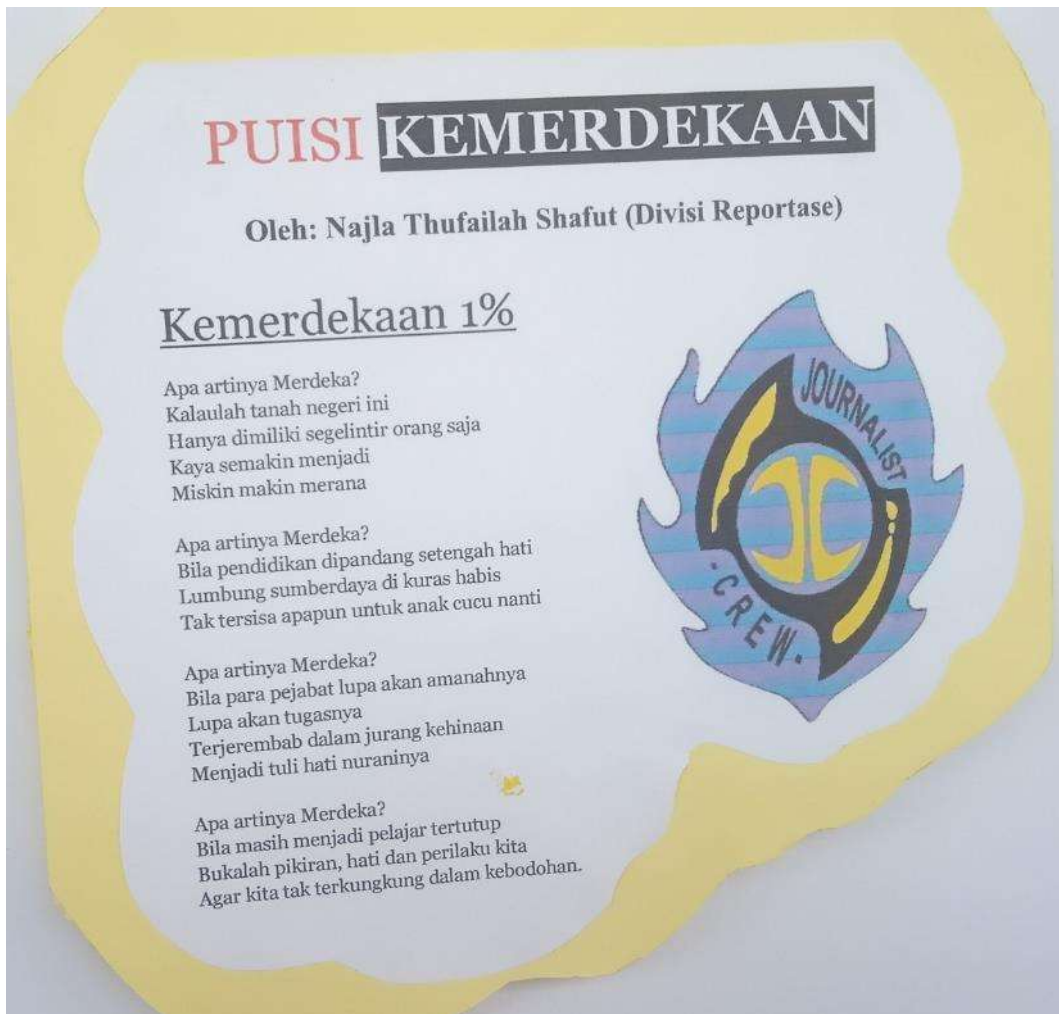 PUISI KEMERDEKAAN
Oleh: Najla Thufailah Shafut (Divisi Reportase)
Kemerdekaan 1%
Apa artinya Merdeka?
Kalaulah tanah negeri ini
Hanya dimiliki segelintir orang saja
Kaya semakin menjadi
Miskin makin merana
Apa artinya Merdeka?
Bila pendidikan dipandang setengah hati
Lumbung sumberdaya di kuras habis
Tak tersisa apapun untuk anak cucu nanti
Apa artinya Merdeka?
Bila para pejabat lupa akan amanahnya
Lupa akan tugasnya
Terjerembab dalam jurang kehinaan
Menjadi tuli hati nuraninya
Apa artinya Merdeka?
Bila masih menjadi pelajar tertutup
Bukalah pikiran, hati dan perilaku kita
Agar kita tak terkungkung dalam kebodohan.
JOURNALIST
·CREW·